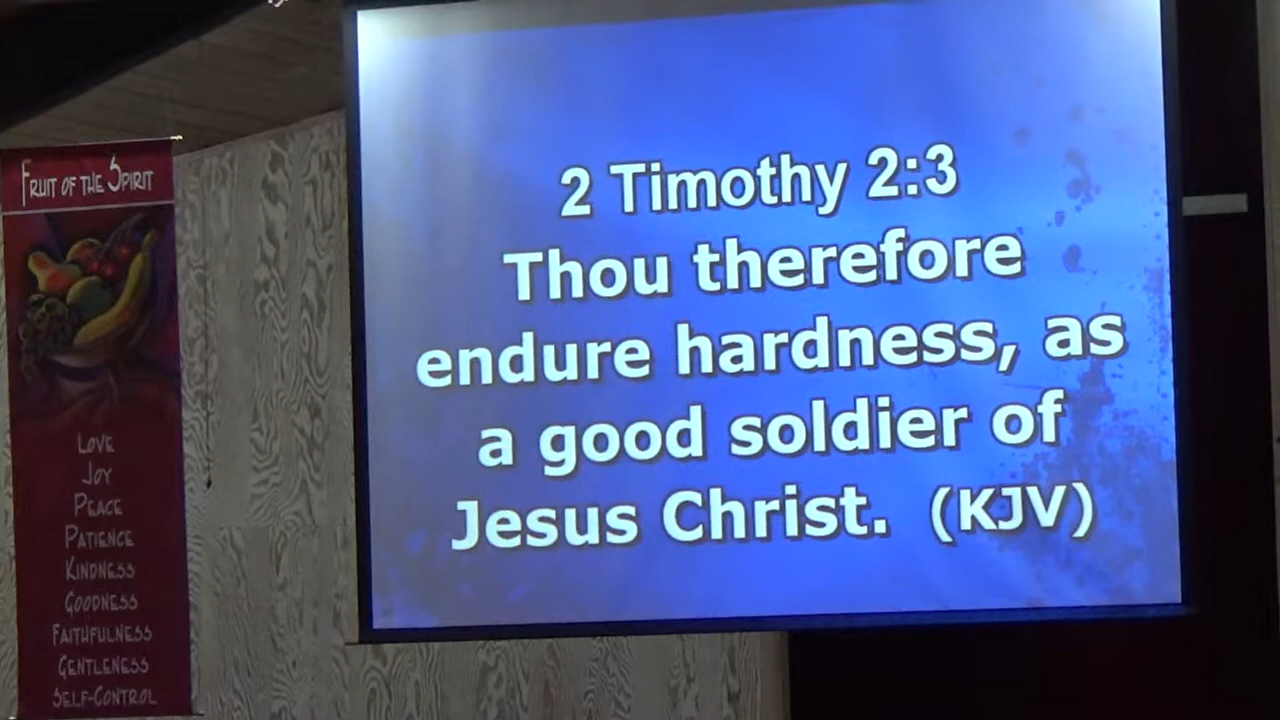 FRUIT OF THE SPIRIT
LOVE
JOY
PEACE
PATIENCE
KINDNESS
GOODNESS
FAITHFULNESS
GENTLENESS
SELF-CONTROL
2 Timothy 2:3
Thou therefore
endure hardness, as
a good soldier of
Jesus Christ. (KJV)